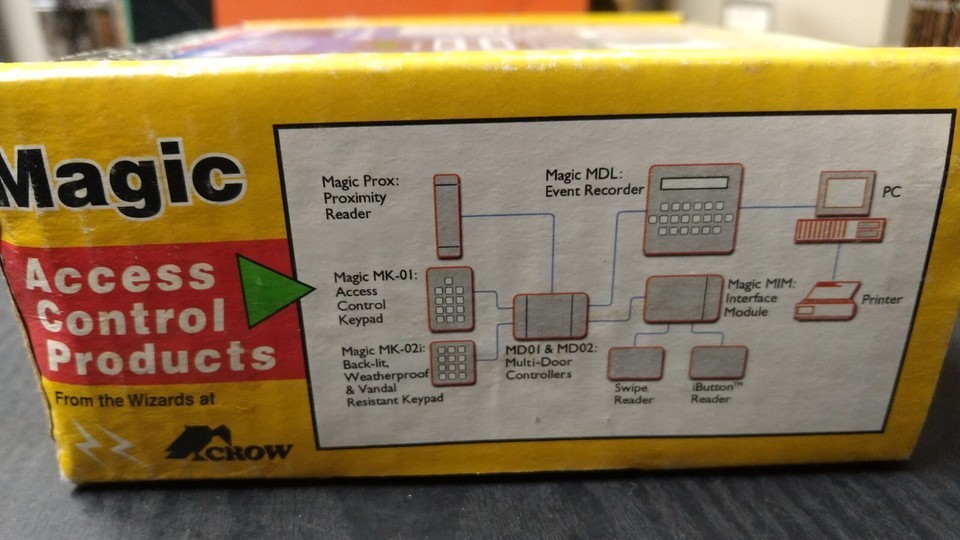 Magic
Access
Control
Products
From the Wizards at
CROW
Magic Prox:
Proximity
Reader
Magic MK-01:
Access
Control
Keypad
Magic MK-02i:
Back-lit,
Weatherproof
& Vandal
Resistant Keypad
MD01 & MD02:
Multi-Door
Controllers
Magic MDL:
Event Recorder
PC
Magic MIM:
Interface
Module
Printer
Swipe
Reader
iButton™
Reader